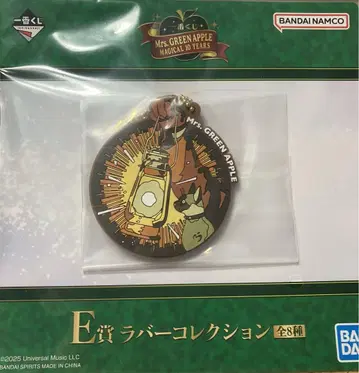 一番くじ
一番くじ
Mrs. GREEN APPLE
MAGICAL 10 YEARS
BANDAI NAMCO
Mrs. GREEN APPLE
E賞 ラバーコレクション 全8種
©2025 Universal Music LLC
BANDAI SPIRITS MADE IN CHINA
BAN
DA